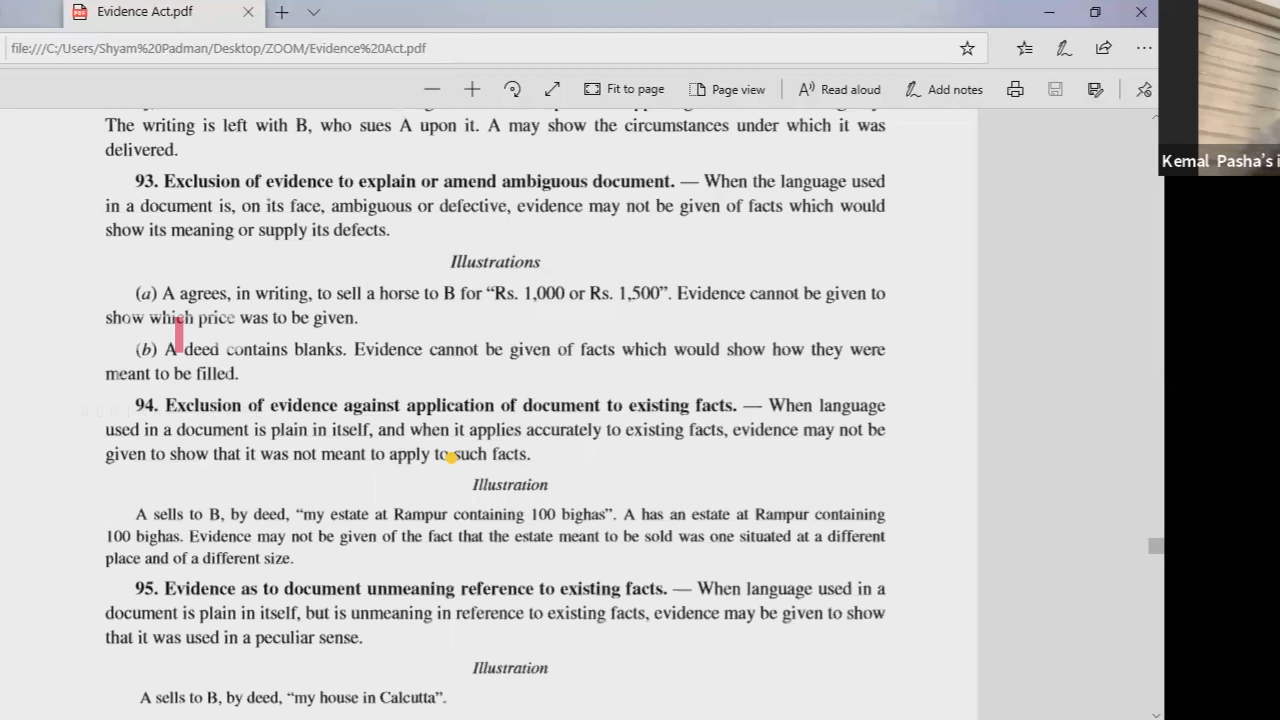 Evidence Act.pdf
file:///C:/Users/Shyam%20Padman/Desktop/ZOOM/Evidence%20Act.pdf
Fit to page
Page view
Read aloud
Add notes
Kemal Pasha's i
The writing is left with B, who sues A upon it. A may show the circumstances under which it was
delivered.
93. Exclusion of evidence to explain or amend ambiguous document. — When the language used
in a document is, on its face, ambiguous or defective, evidence may not be given of facts which would
show its meaning or supply its defects.
Illustrations
(a) A agrees, in writing, to sell a horse to B for “Rs. 1,000 or Rs. 1,500”. Evidence cannot be given to
show which price was to be given.
(b) A deed contains blanks. Evidence cannot be given of facts which would show how they were
meant to be filled.
94. Exclusion of evidence against application of document to existing facts. — When language
used in a document is plain in itself, and when it applies accurately to existing facts, evidence may not be
given to show that it was not meant to apply to such facts.
Illustration
A sells to B, by deed, “my estate at Rampur containing 100 bighas”. A has an estate at Rampur containing
100 bighas. Evidence may not be given of the fact that the estate meant to be sold was one situated at a different
place and of a different size.
95. Evidence as to document unmeaning reference to existing facts. — When language used in a
document is plain in itself, but is unmeaning in reference to existing facts, evidence may be given to show
that it was used in a peculiar sense.
Illustration
A sells to B, by deed, “my house in Calcutta”.